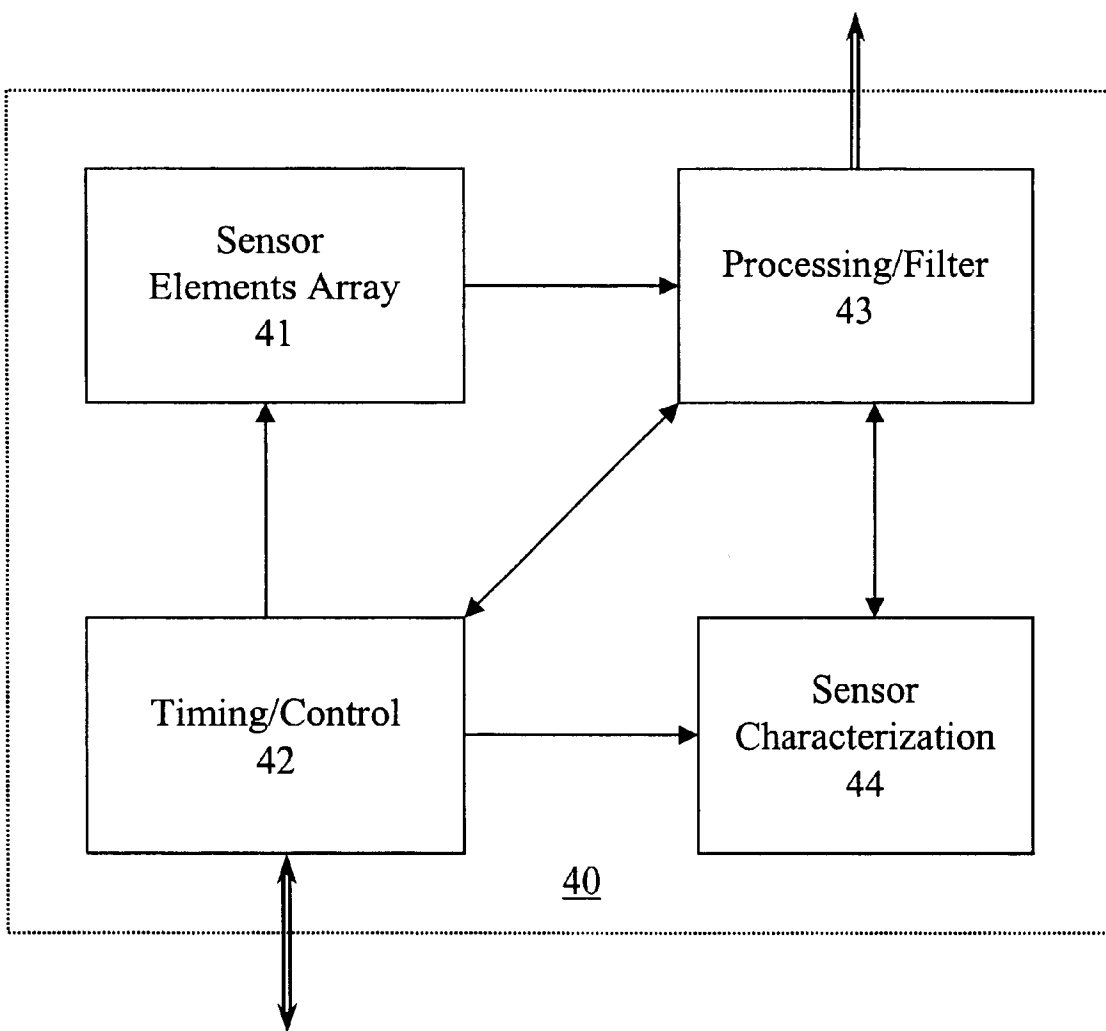 Sensor
Elements Array
41
Processing/Filter
43
Timing/Control
42
Sensor
Characterization
44
40